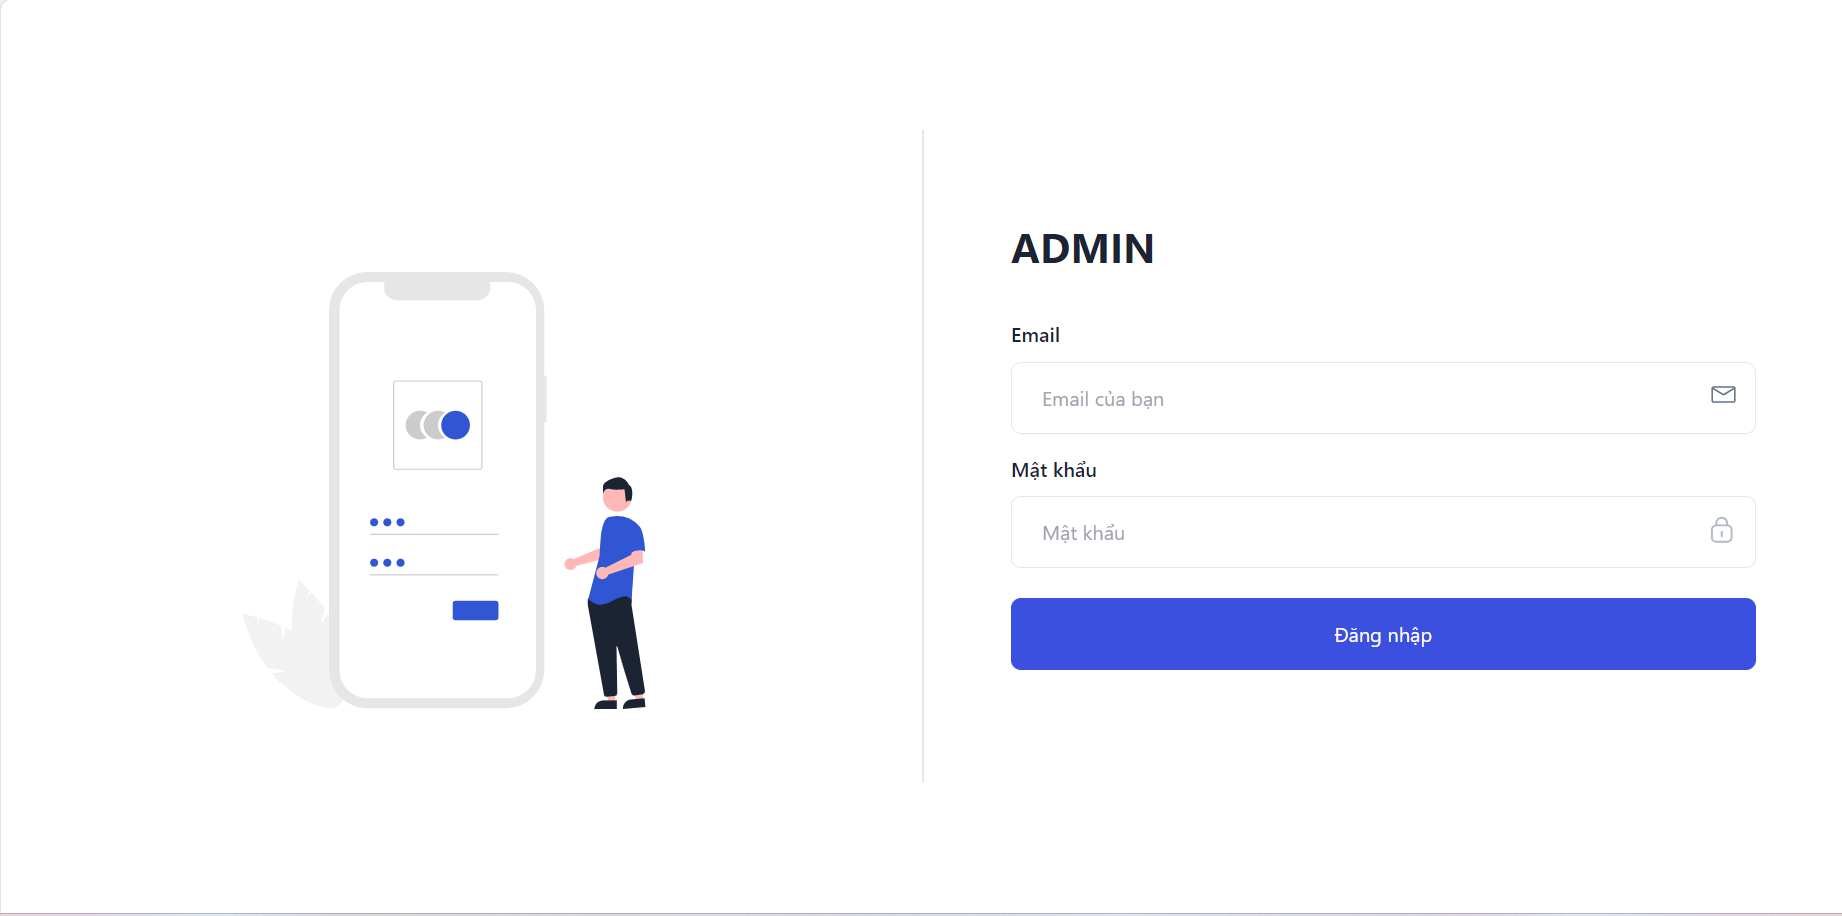 ADMIN
Email
Email của bạn
Mật khẩu
Mật khẩu
Đăng nhập